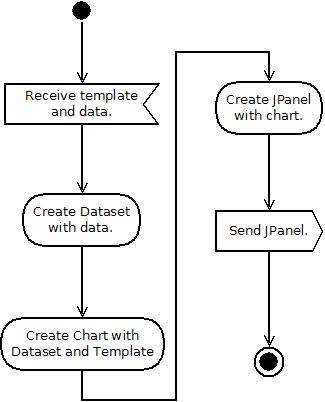 Receive template
and data.
Create Dataset
with data.
Create Chart with
Dataset and Template
Create JPanel
with chart.
Send JPanel.